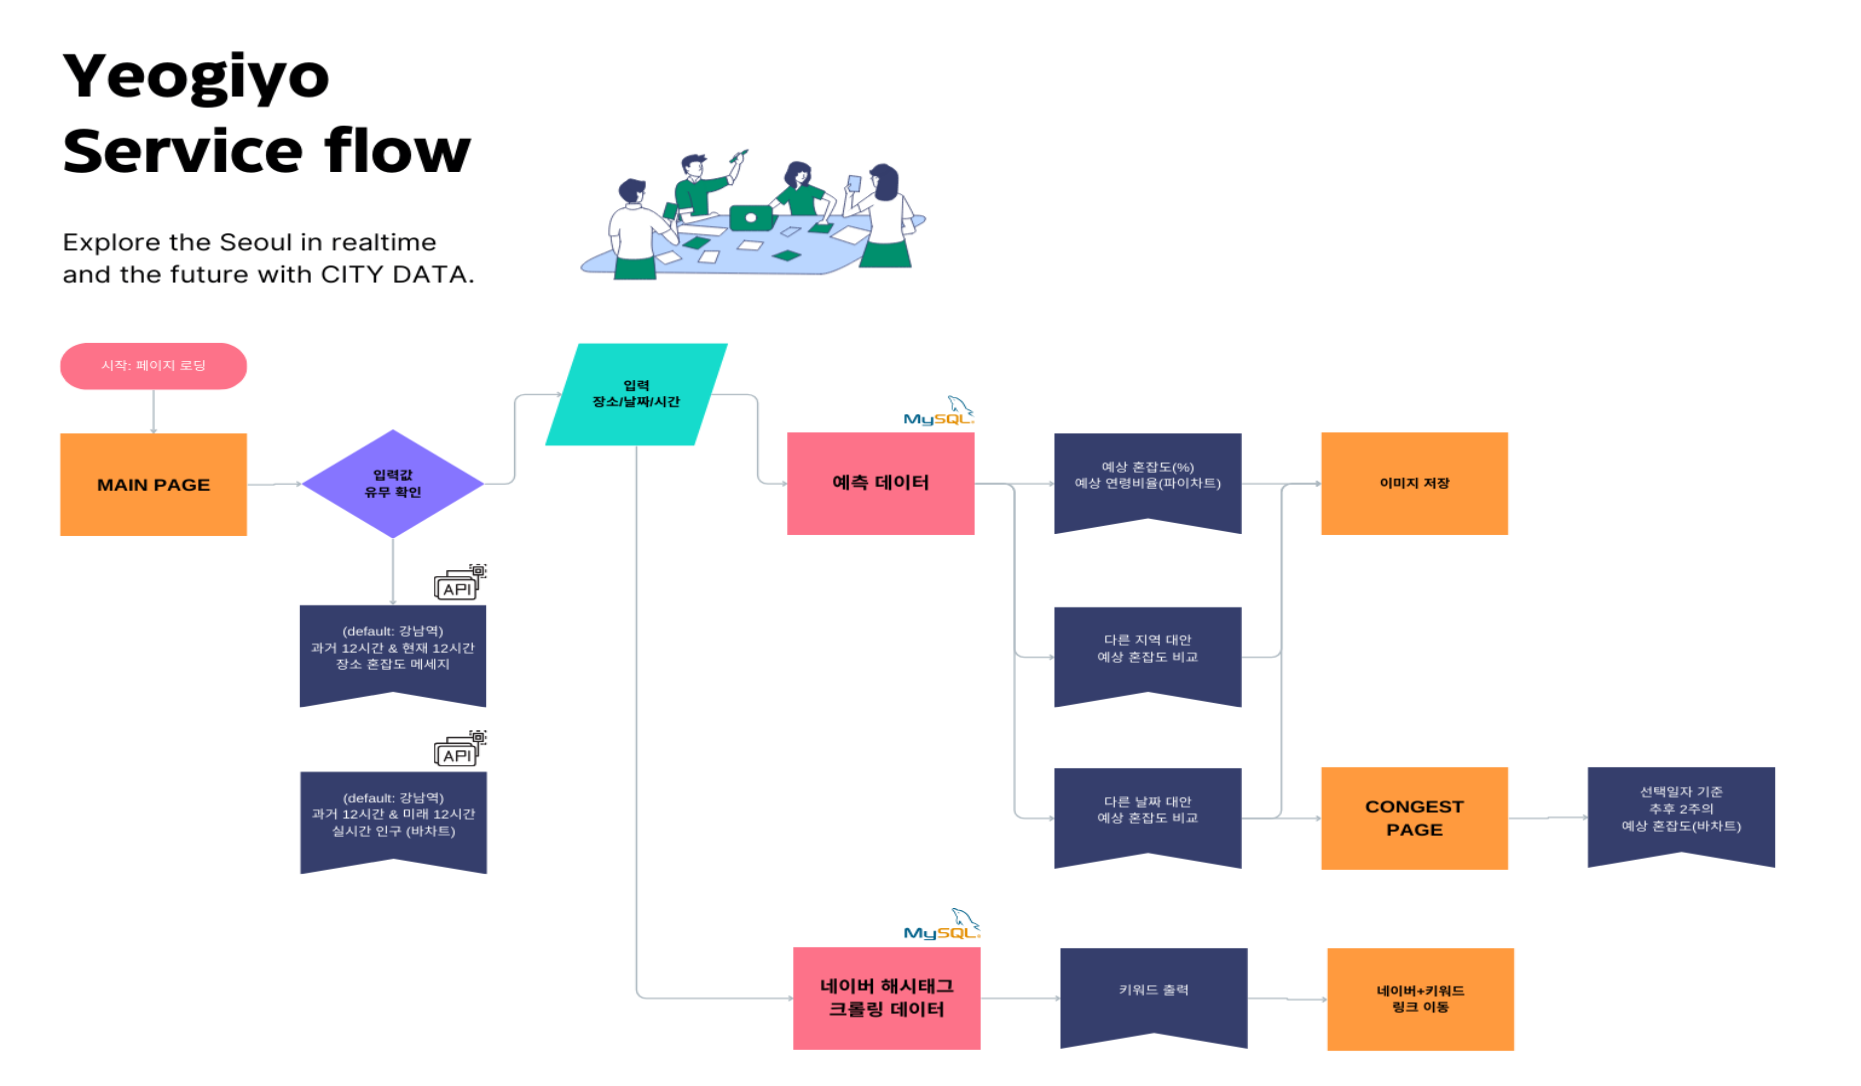 Yeogiyo
Service flow
Explore the Seoul in realtime
and the future with CITY DATA.
시작: 페이지 로딩
MAIN PAGE
입력값
유무 확인
API
(default: 강남역)
과거 12시간 & 현재 12시간
장소 혼잡도 메세지
API
(default: 강남역)
과거 12시간 & 미래 12시간
실시간 인구 (바차트)
입력
장소/날짜/시간
MySQL
예측 데이터
예상 혼잡도(%)
예상 연령비율(파이차트)
이미지 저장
다른 지역 대안
예상 혼잡도 비교
다른 날짜 대안
예상 혼잡도 비교
CONGEST
PAGE
선택일자 기준
추후 2주의
예상 혼잡도(바차트)
MySQL
네이버 해시태그
크롤링 데이터
키워드 출력
네이버+키워드
링크 이동